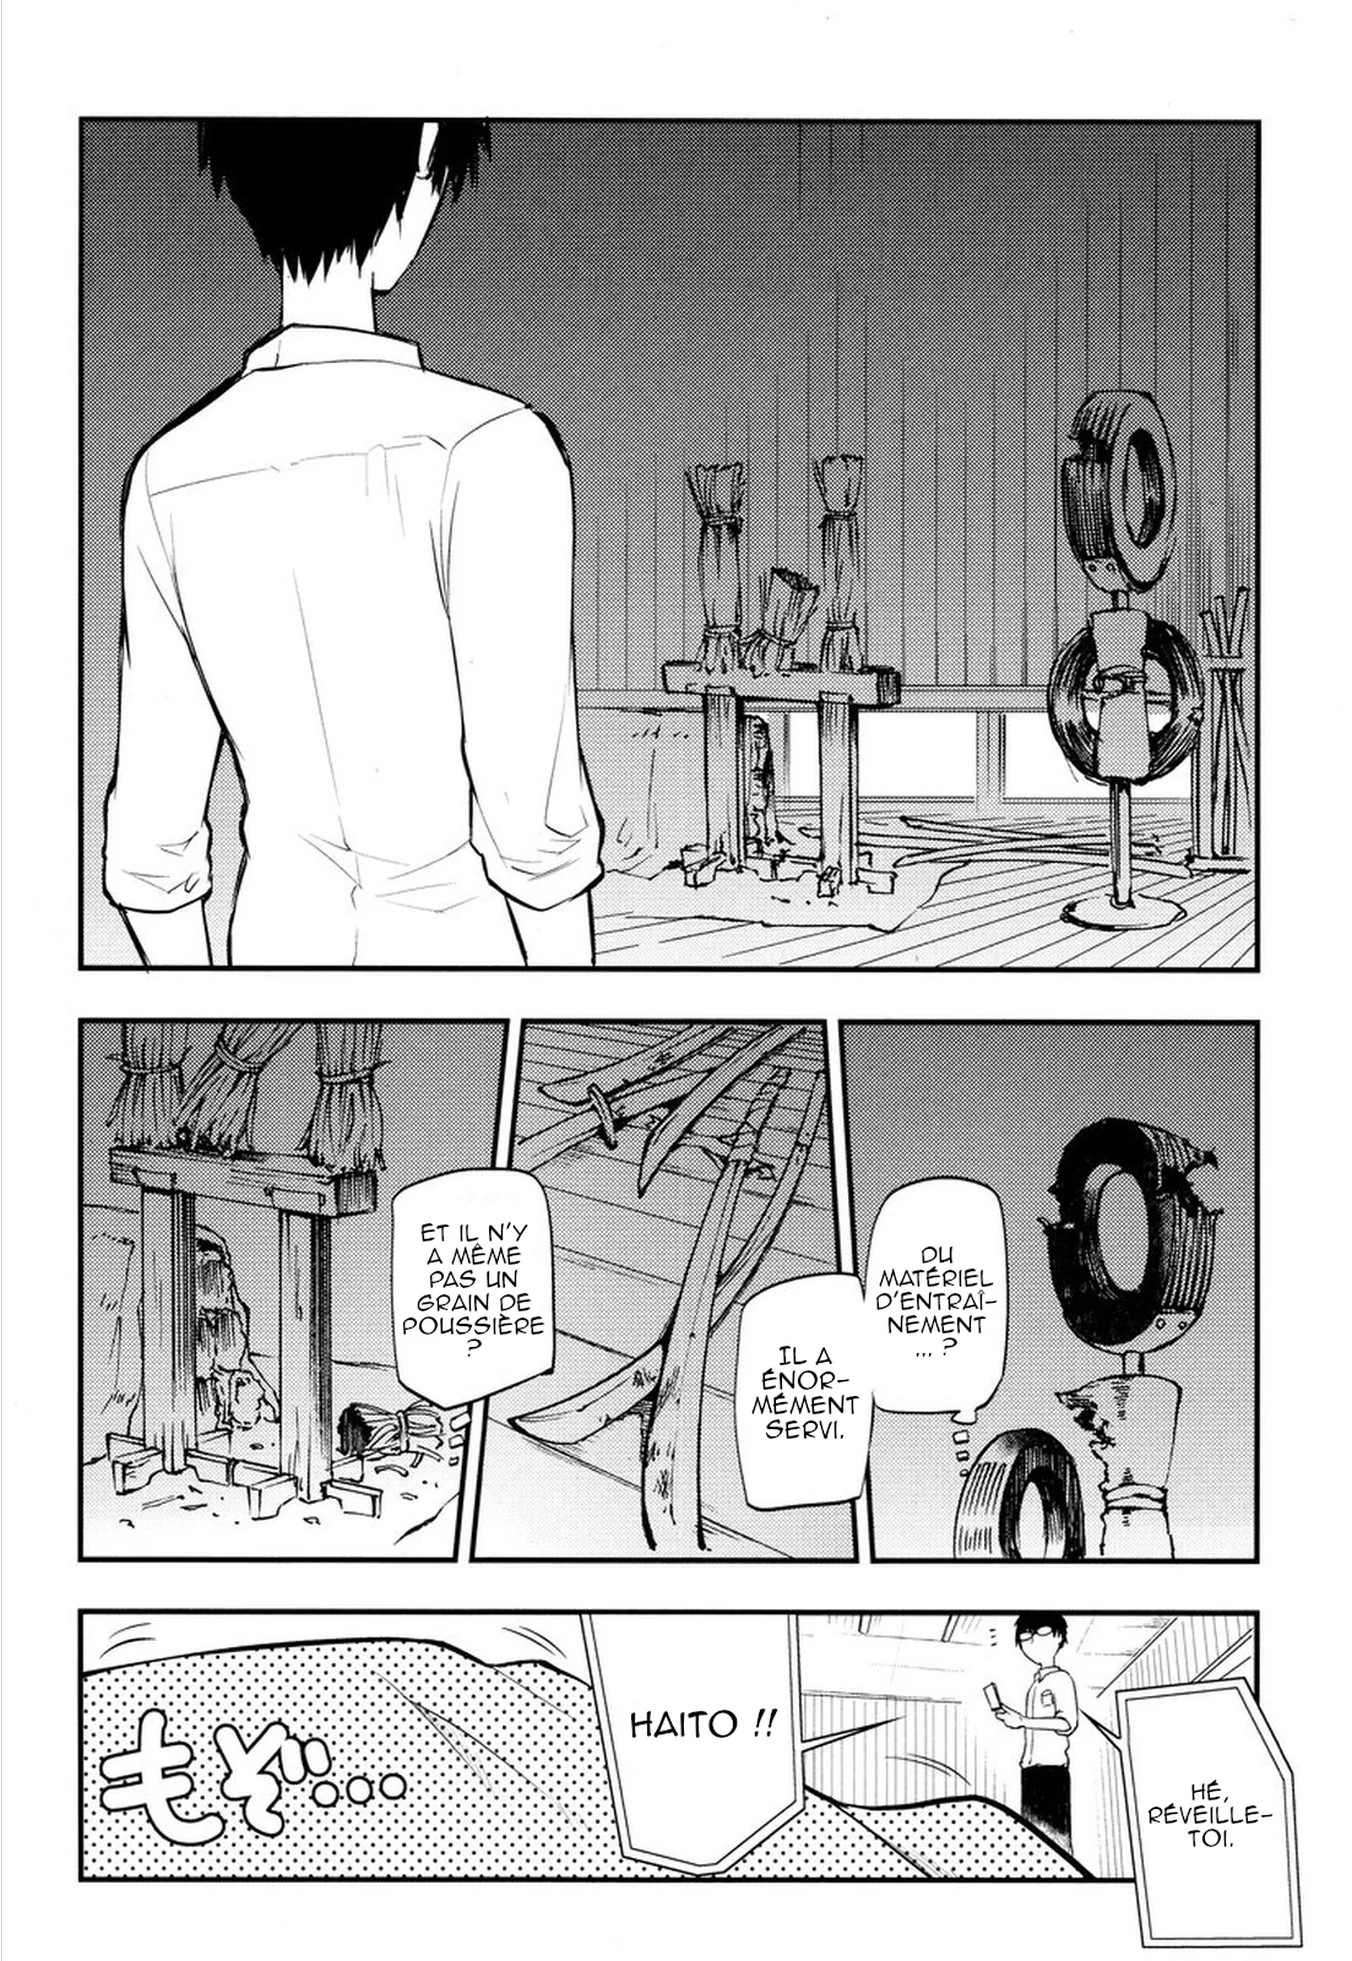 DU
MATÉRIEL
D'ENTRAÎ-
NEMENT
... ?
IL A
ÉNOR-
MÉMENT
SERVI.
ET IL N'Y
A MÊME
PAS UN
GRAIN DE
POUSSIÈRE
?
HÉ,
RÉVEILLE-
TOI.
HAITO !!
もぞ...